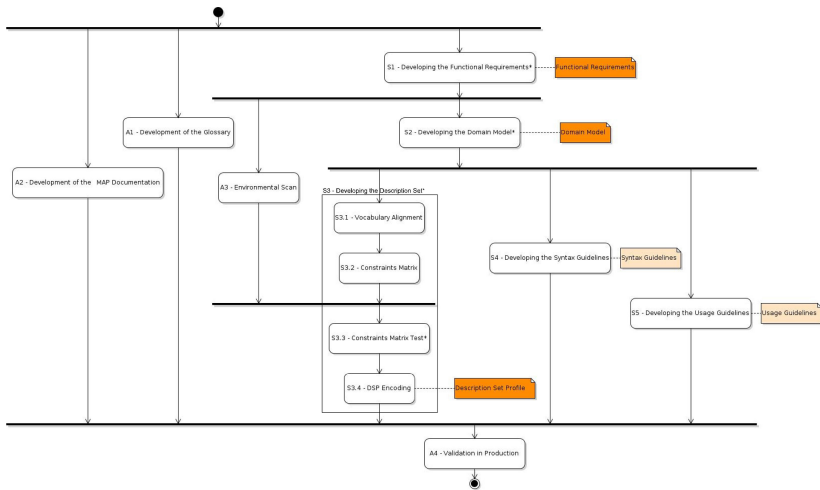 S1 - Developing the Functional Requirements*
Functional Requirements
A1 - Development of the Glossary
S2 - Developing the Domain Model*
Domain Model
A2 - Development of the MAP Documentation
A3 - Environmental Scan
S3 - Developing the Description Set*
S3.1 - Vocabulary Alignment
S3.2 - Constraints Matrix
S4 - Developing the Syntax Guidelines
Syntax Guidelines
S5 - Developing the Usage Guidelines
Usage Guidelines
S3.3 - Constraints Matrix Test*
S3.4 - DSP Encoding
Description Set Profile
A4 - Validation in Production